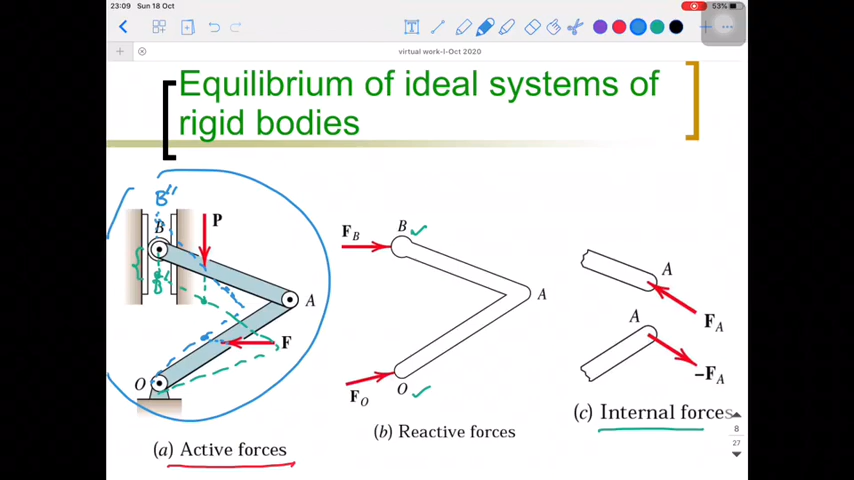 23:09 Sun 18 Oct
53%
virtual work-I-Oct 2020
Equilibrium of ideal systems of
rigid bodies
B"
B
P
B'
A
F
O
(a) Active forces
F_B
B
A
F_O
O
(b) Reactive forces
A
F_A
A
–F_A
(c) Internal forces
8
27